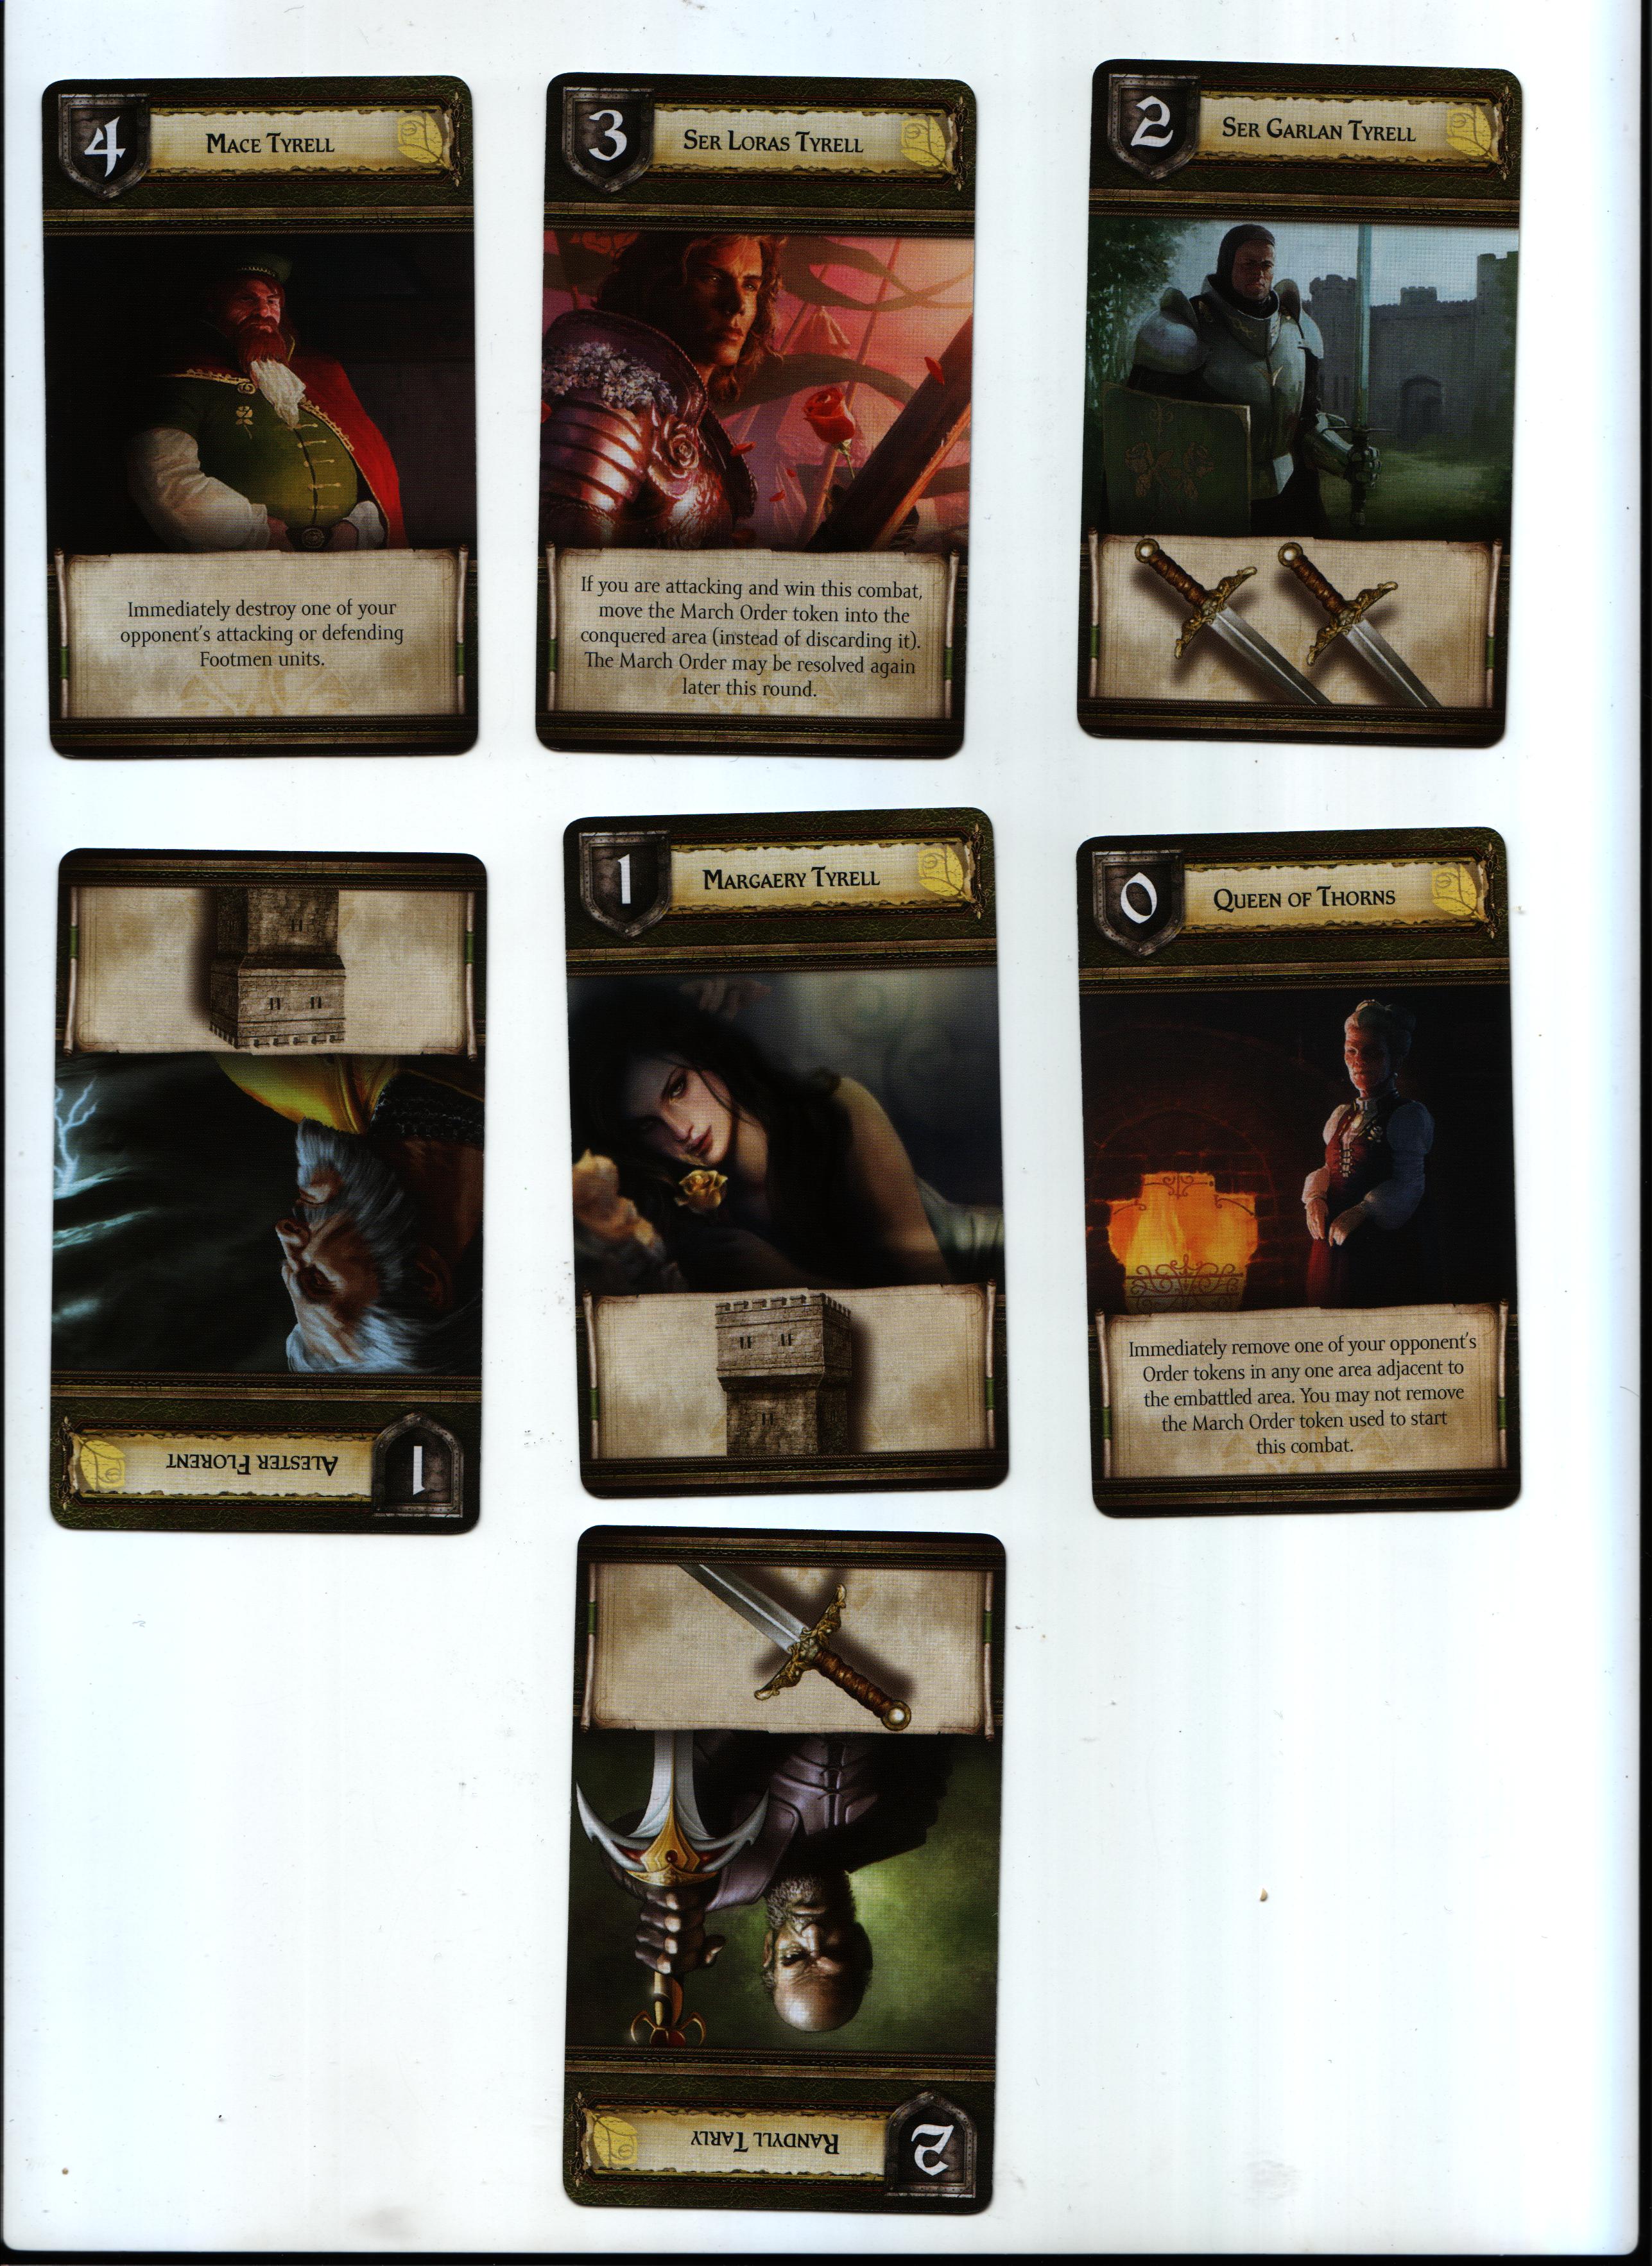 4
MACE TYRELL
Immediately destroy one of your
opponent's attacking or defending
Footmen units.
3
SER LORAS TYRELL
If you are attacking and win this combat,
move the March Order token into the
conquered area (instead of discarding it).
The March Order may be resolved again
later this round.
2
SER GARLAN TYRELL
1
ALESTER FLORENT
1
MARGAERY TYRELL
0
QUEEN OF THORNS
Immediately remove one of your opponent's
Order tokens in any one area adjacent to
the embattled area. You may not remove
the March Order token used to start
this combat.
2
RANDYLL TARLY